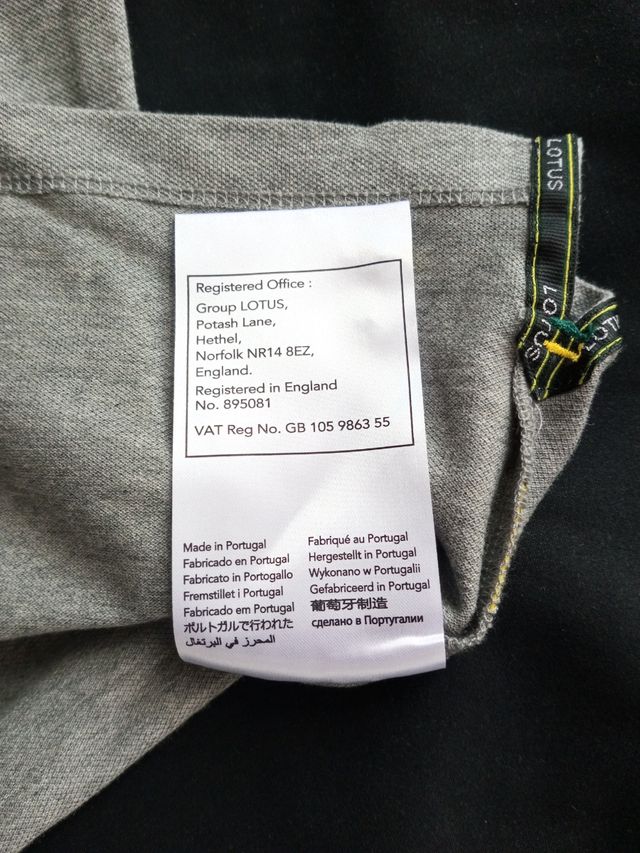 Registered Office :
Group LOTUS,
Potash Lane,
Hethel,
Norfolk NR14 8EZ,
England.
Registered in England
No. 895081
VAT Reg No. GB 105 9863 55
Made in Portugal
Fabricado en Portugal
Fabricato in Portogallo
Fremstillet i Portugal
Fabricado em Portugal
ポルトガルで行われた
المحرز في البرتغال
Fabriqué au Portugal
Hergestellt in Portugal
Wykonano w Portugalii
Gefabriceerd in Portugal
葡萄牙制造
сделано в Португалии
LOTUS
LOTUS
LOTUS